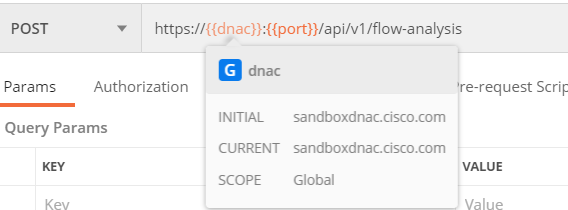 POST https://{{dnac}}:{{port}}/api/v1/flow-analysis
G dnac
Params Authorization Pre-request Scrip
INITIAL sandboxdnac.cisco.com
Query Params
CURRENT sandboxdnac.cisco.com
KEY VALUE
SCOPE Global
Key Value